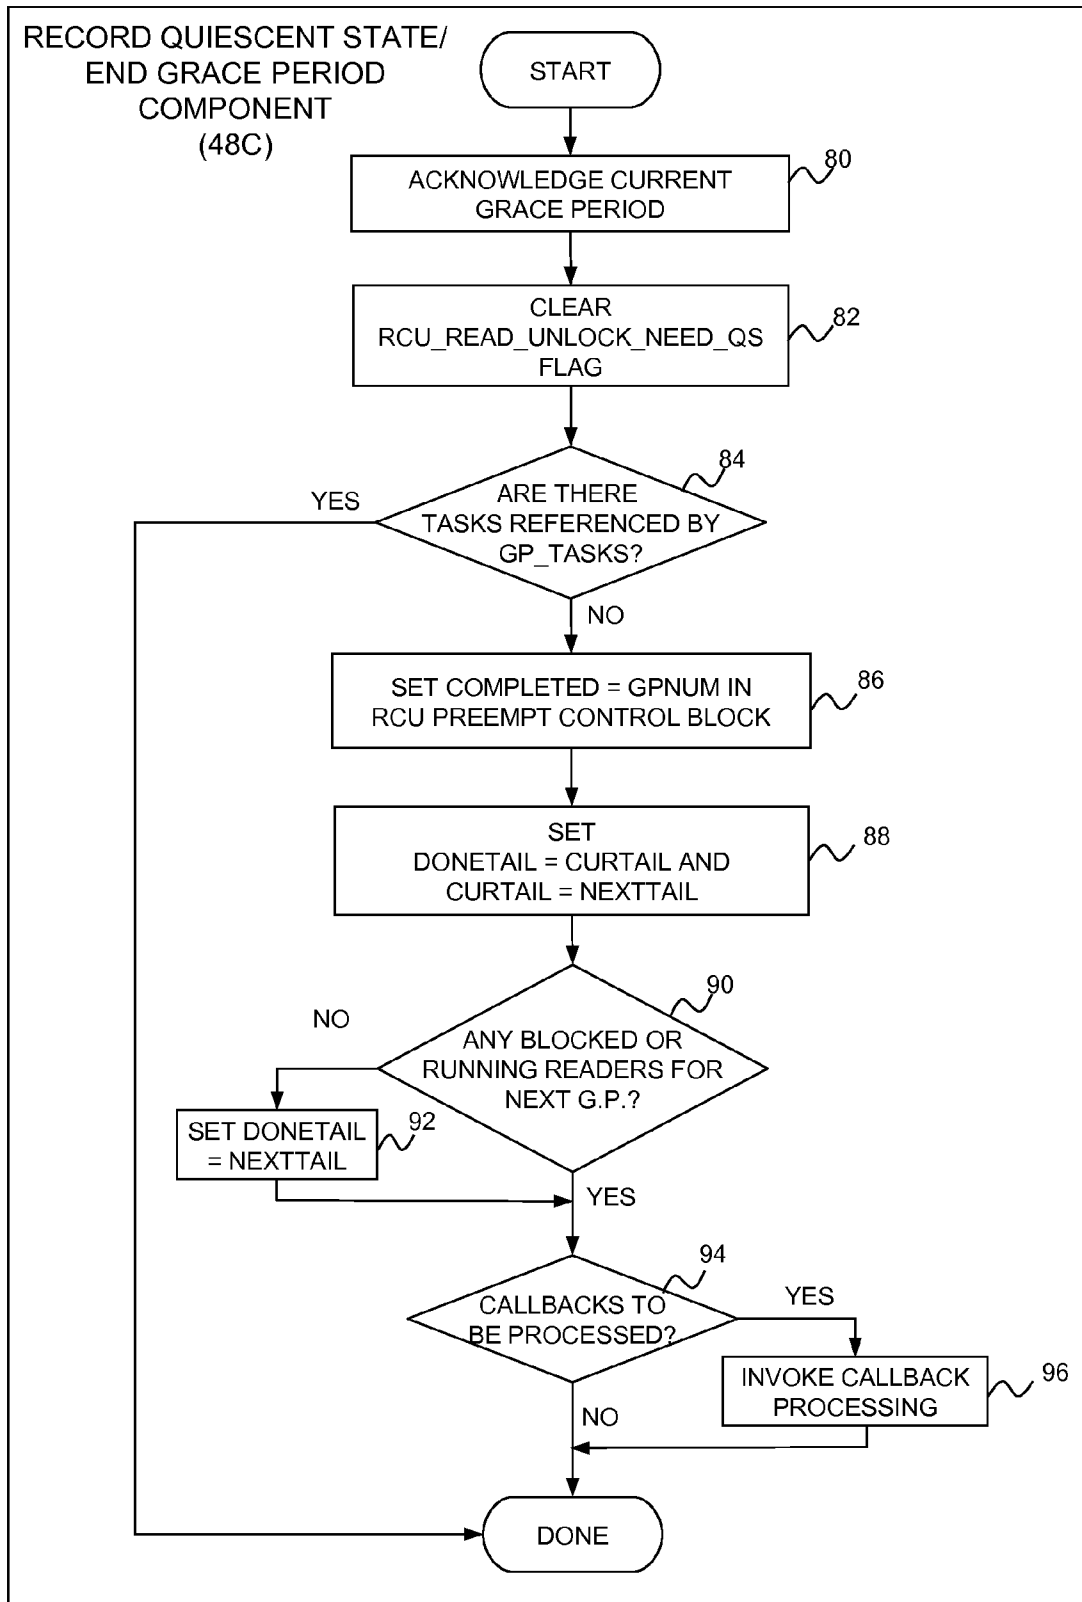 RECORD QUIESCENT STATE/
END GRACE PERIOD
COMPONENT
(48C)
START
80
ACKNOWLEDGE CURRENT
GRACE PERIOD
82
CLEAR
RCU_READ_UNLOCK_NEED_QS
FLAG
84
YES
ARE THERE
TASKS REFERENCED BY
GP_TASKS?
NO
86
SET COMPLETED = GPNUM IN
RCU PREEMPT CONTROL BLOCK
88
SET
DONETAIL = CURTAIL AND
CURTAIL = NEXTTAIL
90
NO
ANY BLOCKED OR
RUNNING READERS FOR
NEXT G.P.?
92
SET DONETAIL
= NEXTTAIL
YES
94
CALLBACKS TO
BE PROCESSED?
YES
96
INVOKE CALLBACK
PROCESSING
NO
DONE